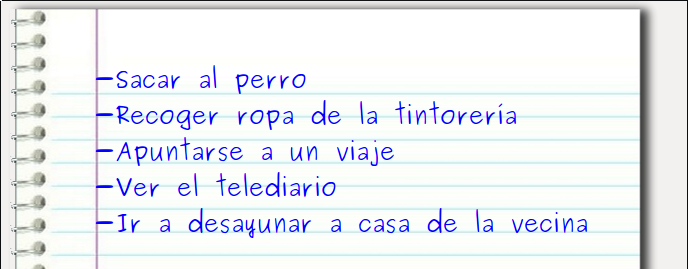 -Sacar al perro
-Recoger ropa de la tintorería
-Apuntarse a un viaje
-Ver el telediario
-Ir a desayunar a casa de la vecina